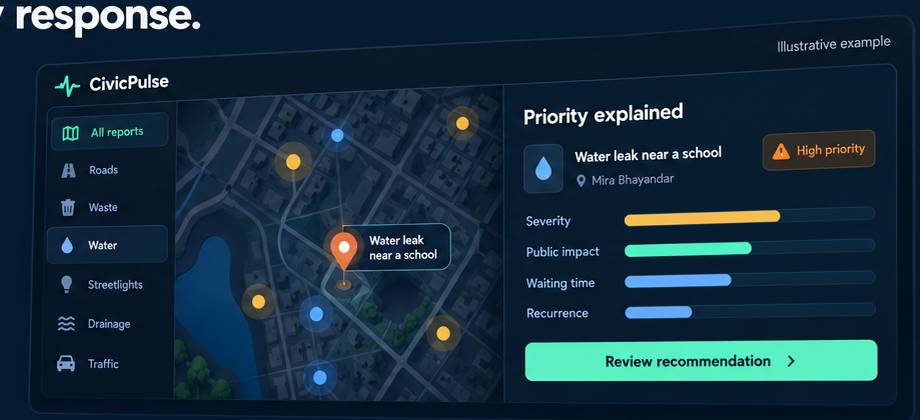 response.
Illustrative example
CivicPulse
All reports
Roads
Waste
Water
Streetlights
Drainage
Traffic
Water leak
near a school
Priority explained
Water leak near a school
Mira Bhayandar
High priority
Severity
Public impact
Waiting time
Recurrence
Review recommendation